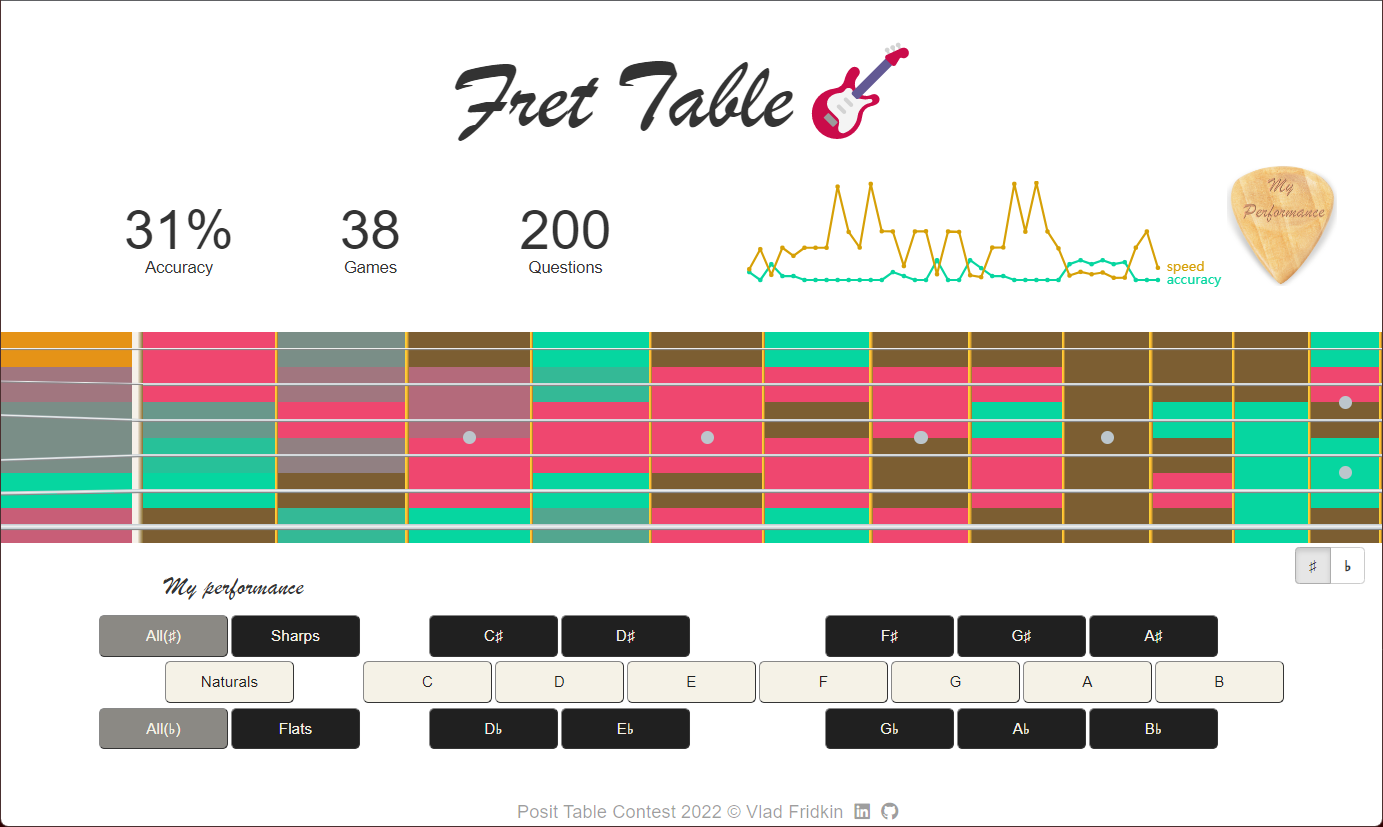 Fret Table
My
Performance
31%
38
200
Accuracy
Games
Questions
speed
accuracy
♯
♭
My performance
All(♯) Sharps C♯ D♯ F♯ G♯ A♯
Naturals C D E F G A B
All(♭) Flats D♭ E♭ G♭ A♭ B♭
Posit Table Contest 2022 © Vlad Fridkin